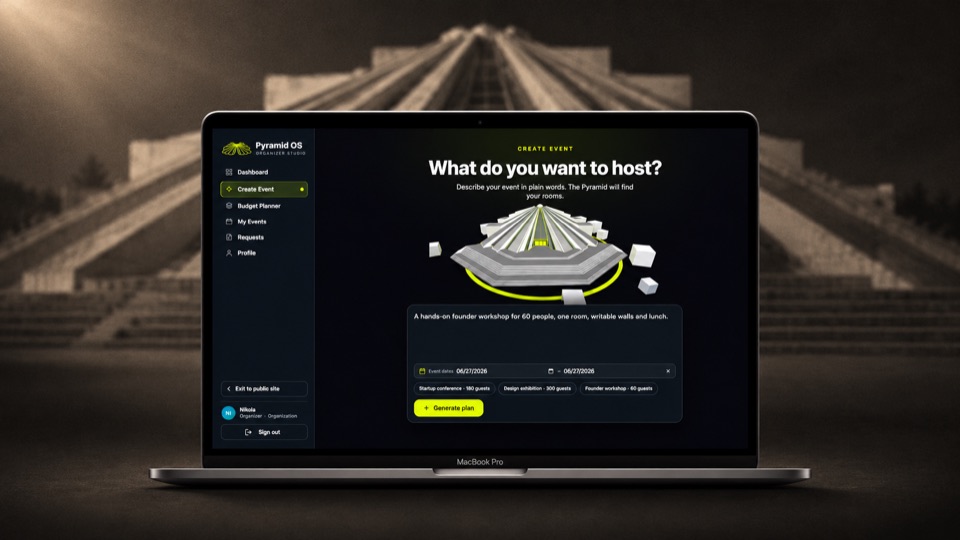 Pyramid OS
ORGANIZER STUDIO
Dashboard
Create Event
Budget Planner
My Events
Requests
Profile
Exit to public site
NI
Nikola
Organizer · Organization
Sign out
CREATE EVENT
What do you want to host?
Describe your event in plain words. The Pyramid will find
your rooms.
A hands-on founder workshop for 60 people, one room, writable walls and lunch.
Event dates 06/27/2026 – 06/27/2026 ×
Startup conference · 180 guests
Design exhibition · 300 guests
Founder workshop · 60 guests
+ Generate plan
MacBook Pro